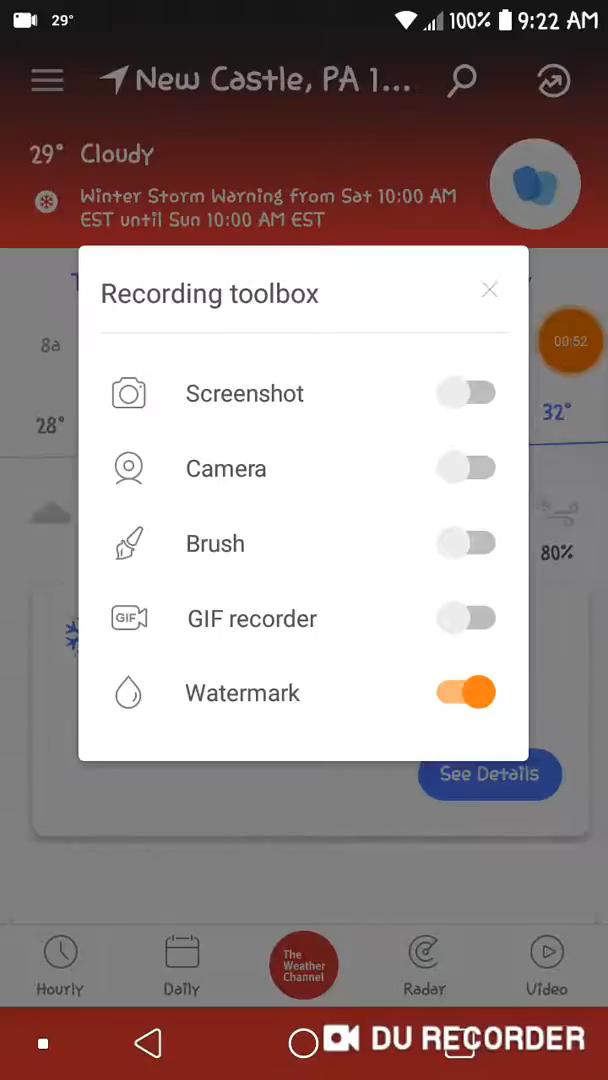 29° 100% 9:22 AM
New Castle, PA 1...
29° Cloudy
Winter Storm Warning from Sat 10:00 AM
EST until Sun 10:00 AM EST
Recording toolbox
8a
00:52
Screenshot
28°
32°
Camera
Brush
80%
GIF
GIF recorder
Watermark
See Details
The
Weather
Channel
Hourly Daily Radar Video
DU RECORDER